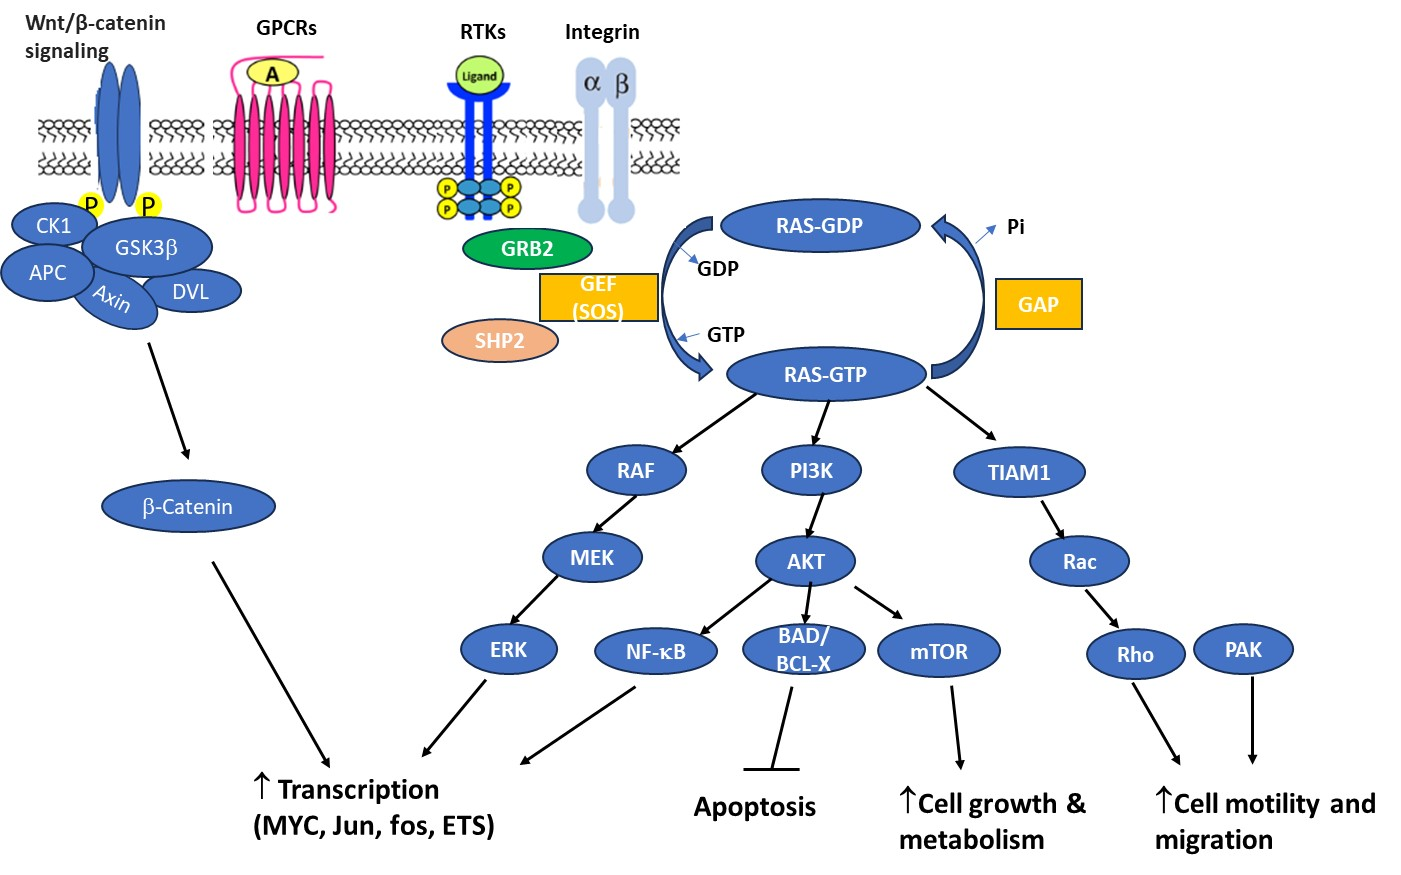 Wnt/β-catenin
signaling
GPCRs
RTKs
Integrin
A
Ligand
α
β
P
P
P
P
P
P
CK1
GSK3β
APC
Axin
DVL
GRB2
GEF
(SOS)
SHP2
RAS-GDP
Pi
GDP
GAP
GTP
RAS-GTP
RAF
PI3K
TIAM1
β-Catenin
MEK
AKT
Rac
ERK
NF-κB
BAD/
BCL-X
mTOR
Rho
PAK
↑ Transcription
(MYC, Jun, fos, ETS)
Apoptosis
↑Cell growth &
metabolism
↑Cell motility and
migration